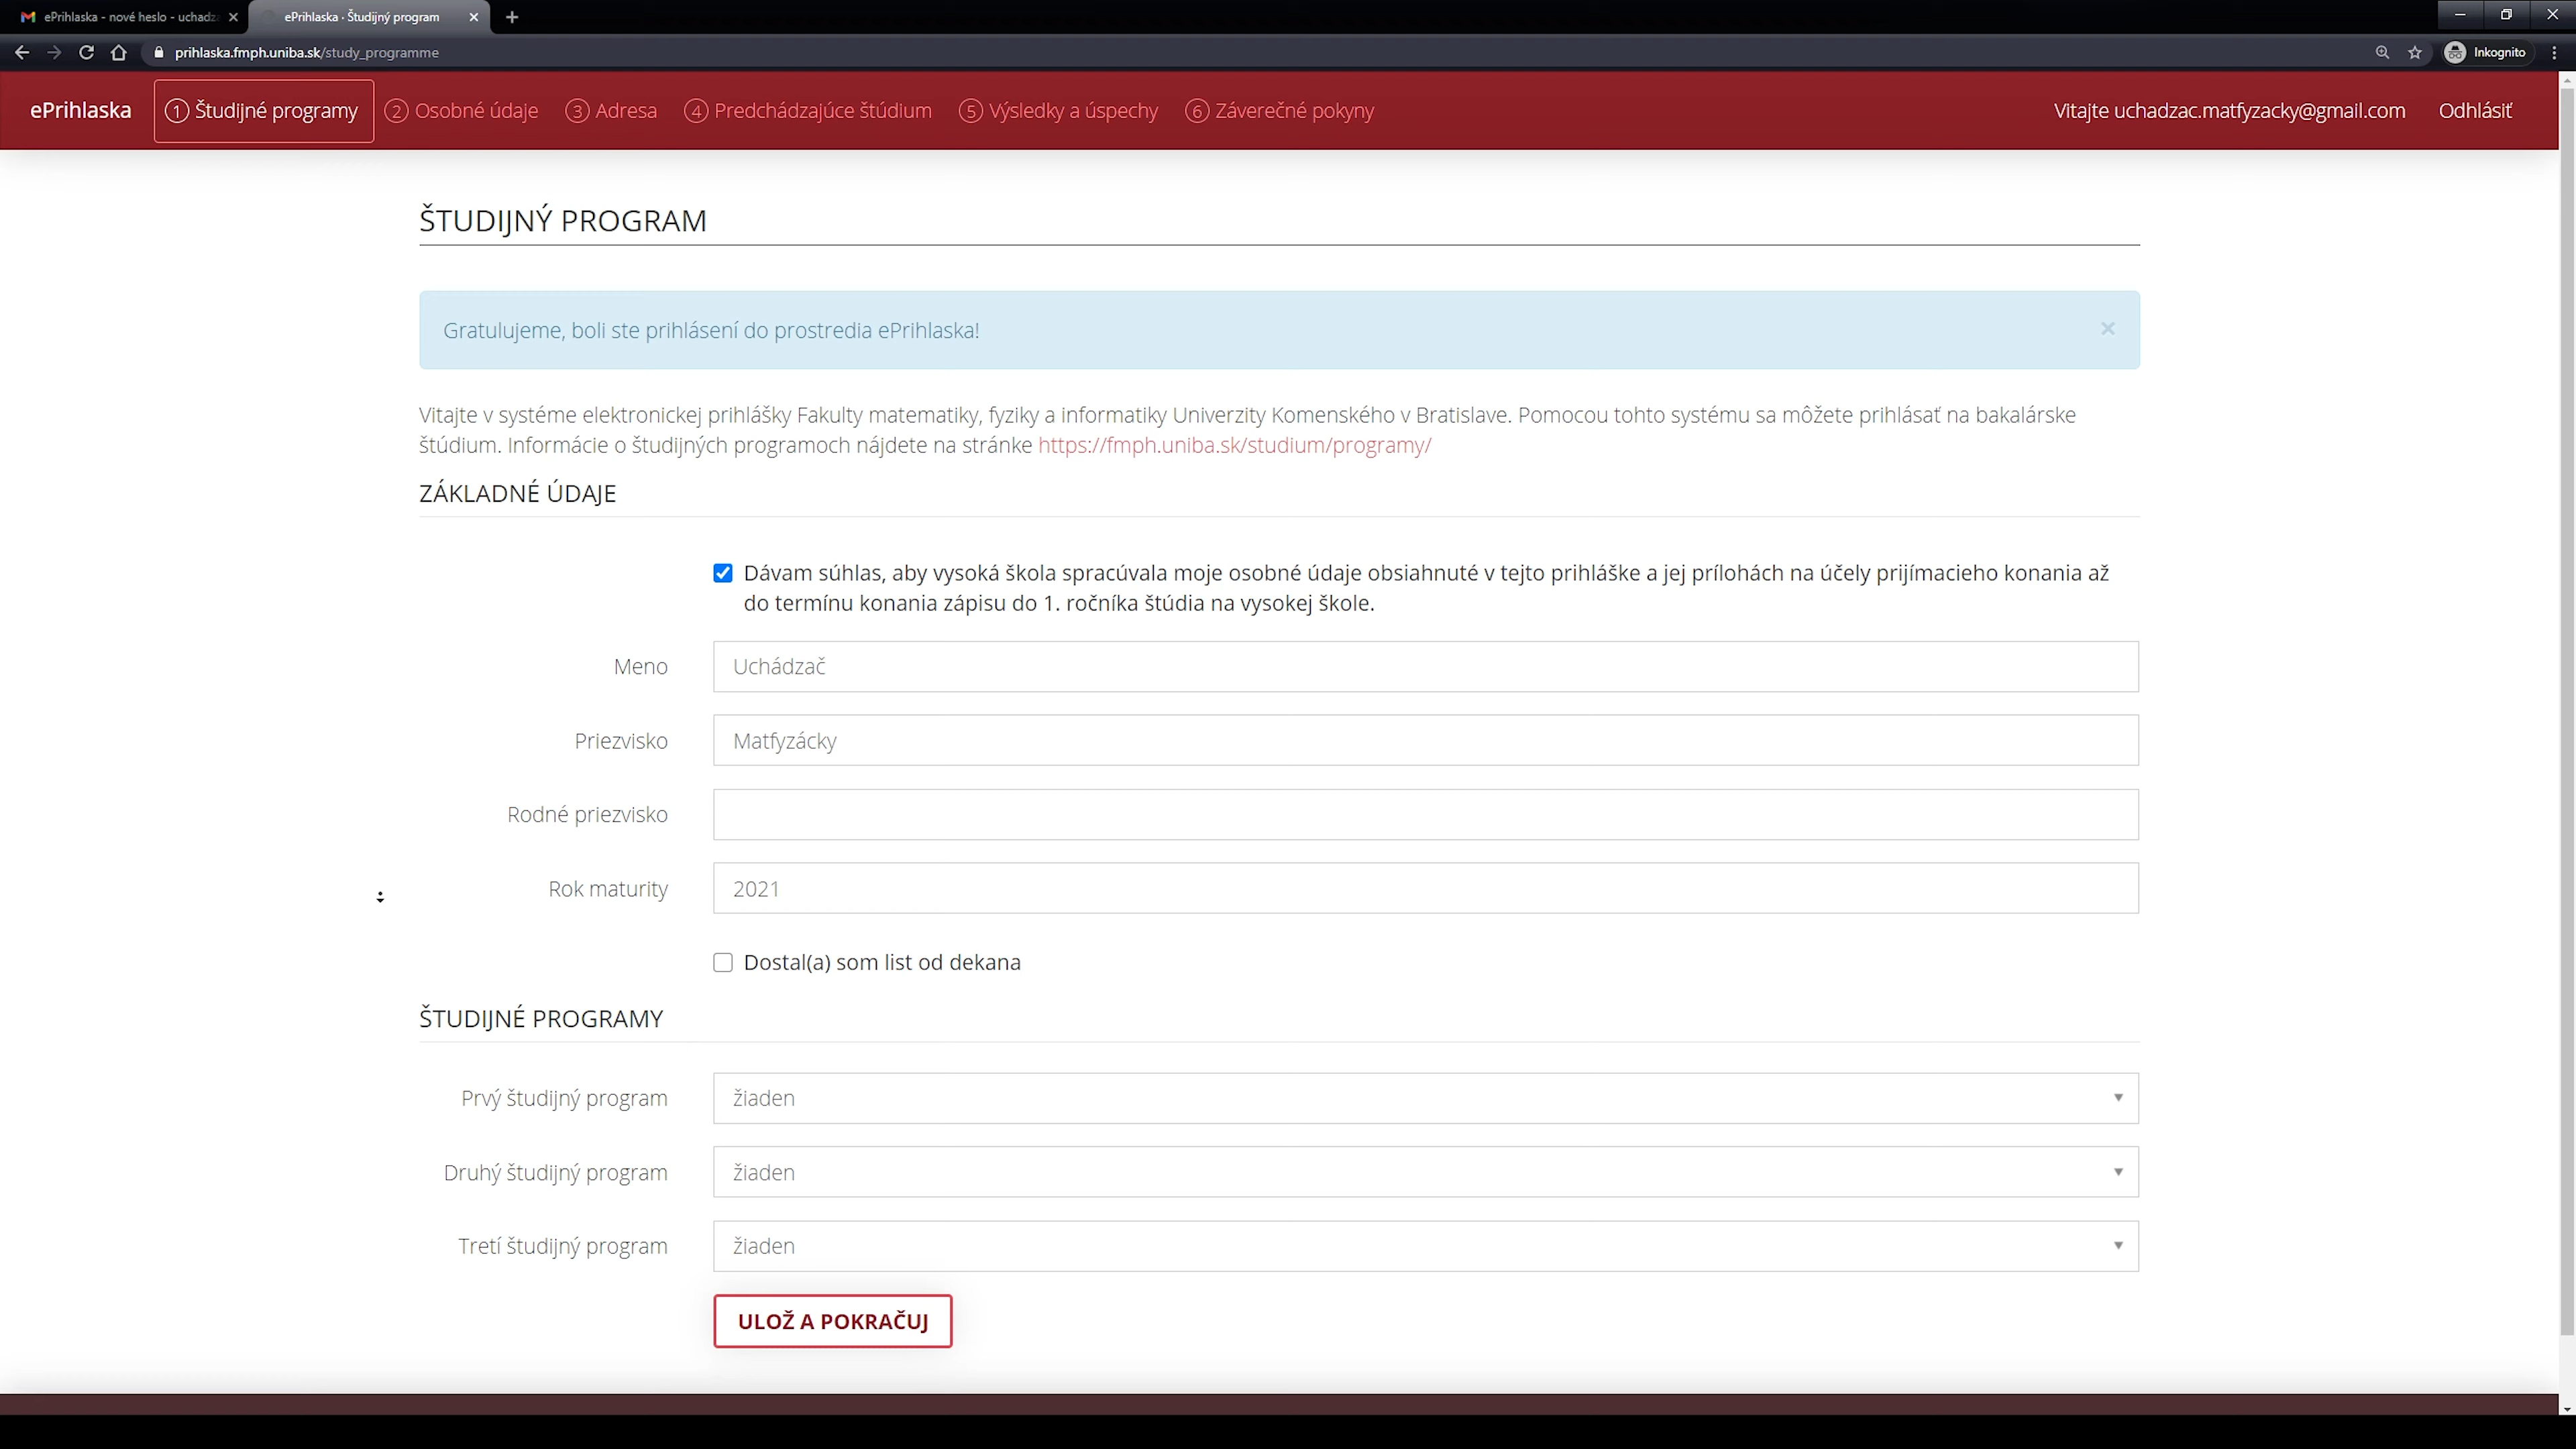 ePrihlaska - nové heslo - uchadz
ePrihlaska · Študijný program
prihlaska.fmph.uniba.sk/study_programme
Inkognito
ePrihlaska
1 Študijné programy
2 Osobné údaje
3 Adresa
4 Predchádzajúce štúdium
5 Výsledky a úspechy
6 Záverečné pokyny
Vitajte uchadzac.matfyzacky@gmail.com
Odhlásiť
ŠTUDIJNÝ PROGRAM
Gratulujeme, boli ste prihlásení do prostredia ePrihlaska!
Vitajte v systéme elektronickej prihlášky Fakulty matematiky, fyziky a informatiky Univerzity Komenského v Bratislave. Pomocou tohto systému sa môžete prihlásať na bakalárske
štúdium. Informácie o študijných programoch nájdete na stránke https://fmph.uniba.sk/studium/programy/
ZÁKLADNÉ ÚDAJE
Dávam súhlas, aby vysoká škola spracúvala moje osobné údaje obsiahnuté v tejto prihláške a jej prílohách na účely prijímacieho konania až
do termínu konania zápisu do 1. ročníka štúdia na vysokej škole.
Meno
Uchádzač
Priezvisko
Matfyzácky
Rodné priezvisko
Rok maturity
2021
Dostal(a) som list od dekana
ŠTUDIJNÉ PROGRAMY
Prvý študijný program
žiaden
Druhý študijný program
žiaden
Tretí študijný program
žiaden
ULOŽ A POKRAČUJ